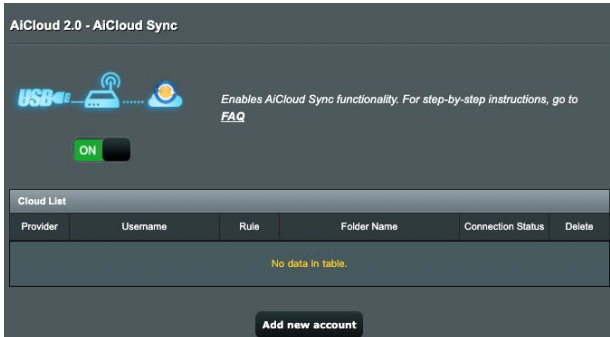 AiCloud 2.0 - AiCloud Sync
USB
Enables AiCloud Sync functionality. For step-by-step instructions, go to
FAQ
ON
Cloud List
Provider Username Rule Folder Name Connection Status Delete
No data in table.
Add new account